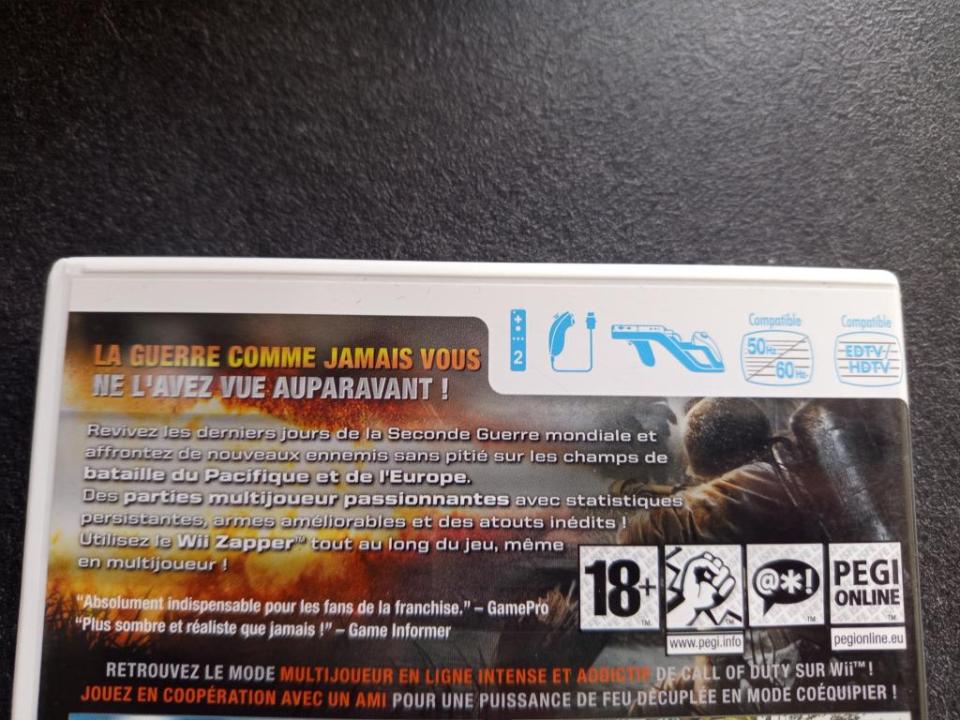 LA GUERRE COMME JAMAIS VOUS
NE L'AVEZ VUE AUPARAVANT !
2
Compatible
50Hz
60Hz
Compatible
EDTV/
HDTV
Revivez les derniers jours de la Seconde Guerre mondiale et
affrontez de nouveaux ennemis sans pitié sur les champs de
bataille du Pacifique et de l'Europe.
Des parties multijoueur passionnantes avec statistiques
persistantes, armes améliorables et des atouts inédits !
Utilisez le Wii Zapper™ tout au long du jeu, même
en multijoueur !
"Absolument indispensable pour les fans de la franchise." – GamePro
"Plus sombre et réaliste que jamais !" – Game Informer
18+
www.pegi.info
@*!
PEGI
ONLINE
pegionline.eu
RETROUVEZ LE MODE MULTIJOUEUR EN LIGNE INTENSE ET ADDICTIF DE CALL OF DUTY SUR Wii™ !
JOUEZ EN COOPÉRATION AVEC UN AMI POUR UNE PUISSANCE DE FEU DÉCUPLÉE EN MODE COÉQUIPIER !